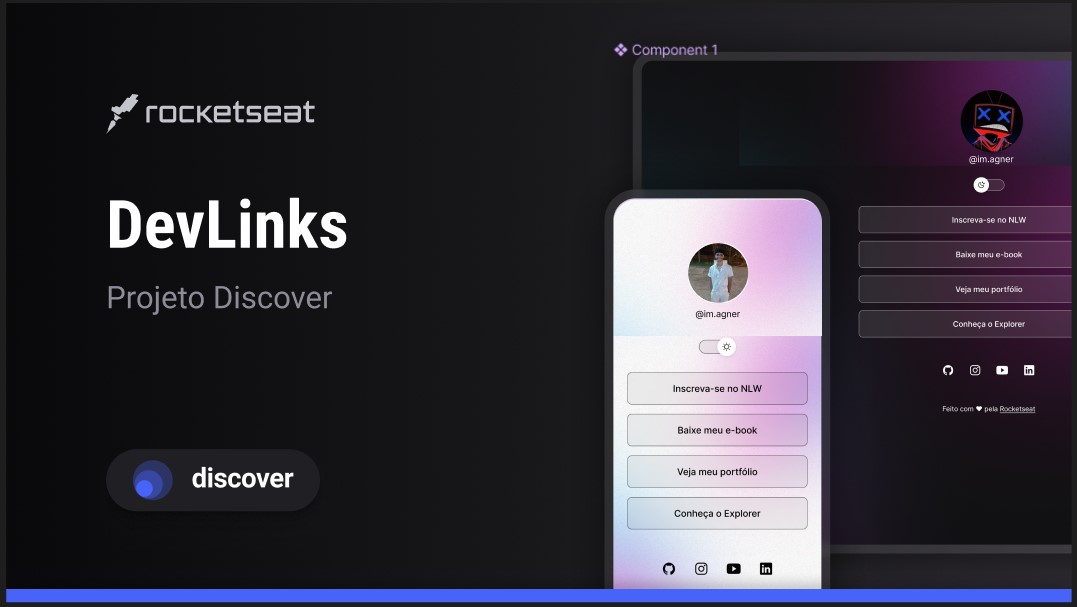 rocketseat
DevLinks
Projeto Discover
discover
Component 1
@im.agner
Inscreva-se no NLW
Baixe meu e-book
Veja meu portfólio
Conheça o Explorer
@im.agner
Inscreva-se no NLW
Baixe meu e-book
Veja meu portfólio
Conheça o Explorer
Feito com ♥ pela Rocketseat